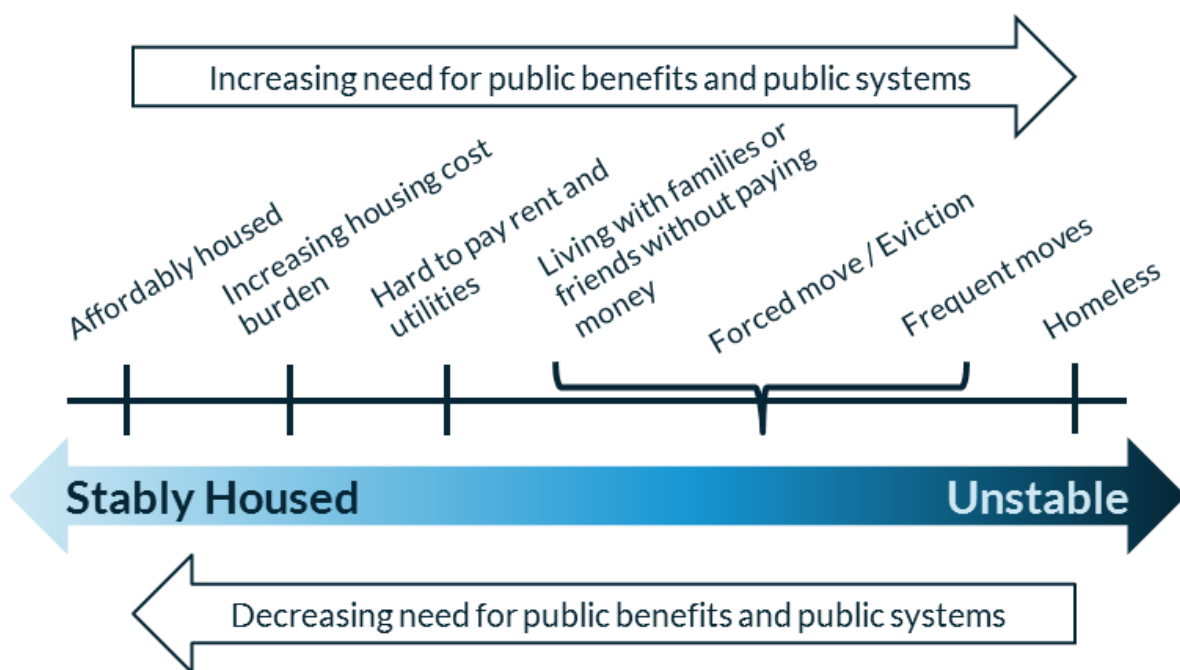 Increasing need for public benefits and public systems
Affordably housed
Increasing housing cost
burden
Hard to pay rent and
utilities
Living with families or
friends without paying
money
Forced move / Eviction
Frequent moves
Homeless
Stably Housed
Unstable
Decreasing need for public benefits and public systems